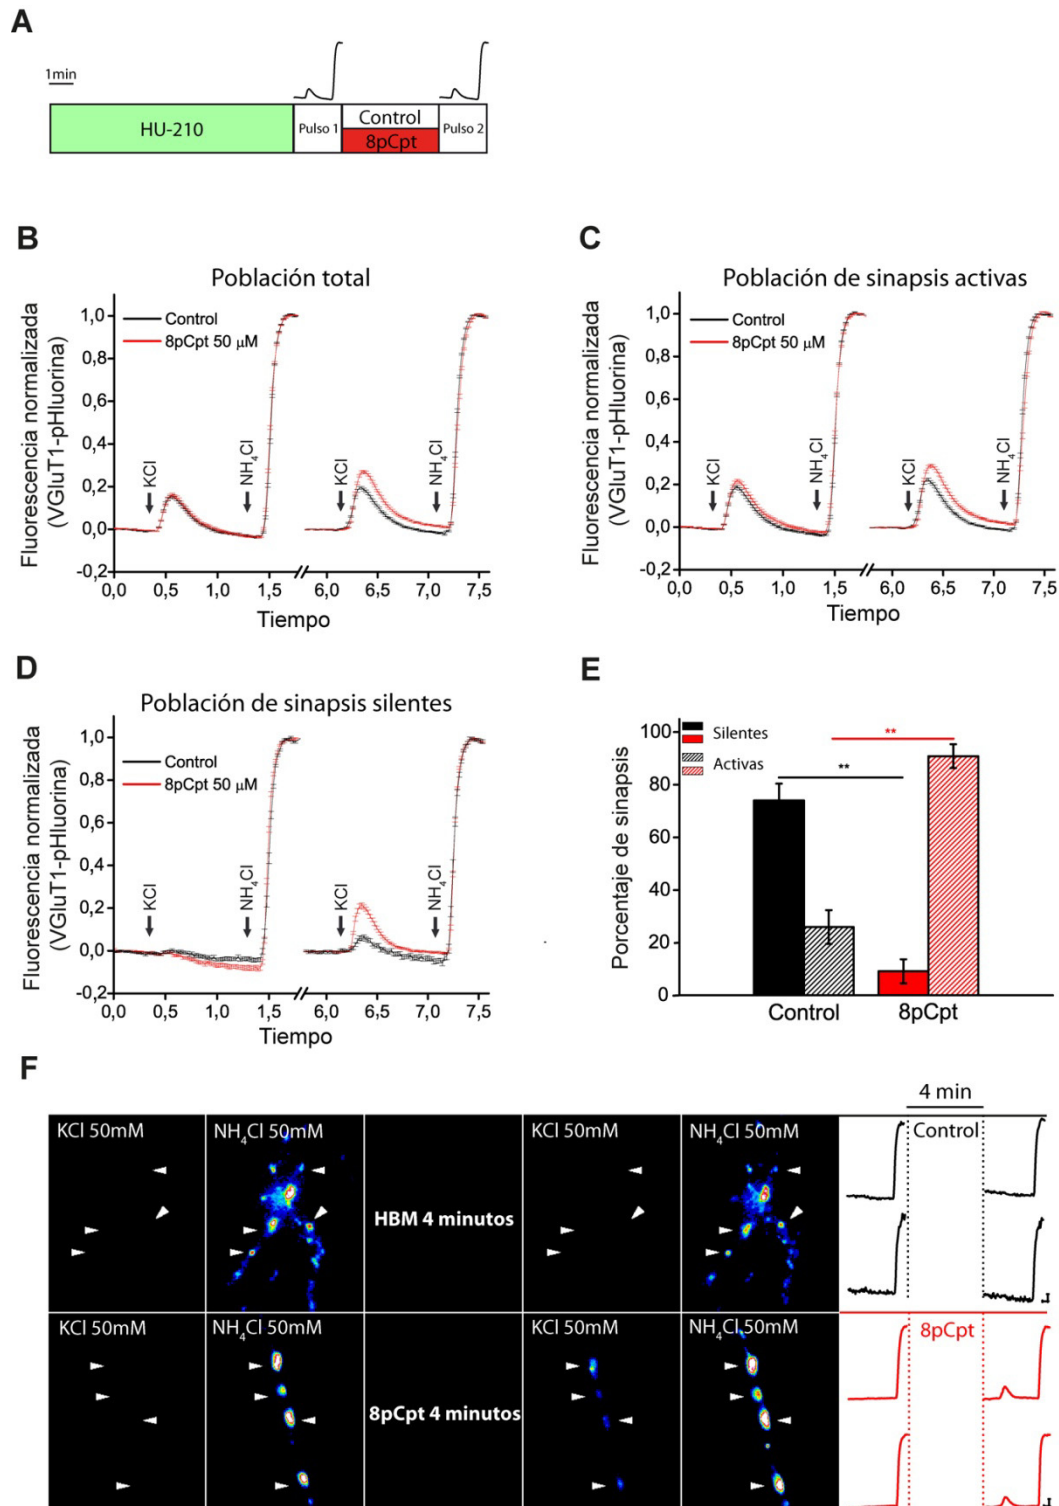 A
1min
HU-210
Pulso 1
Control
8pCpt
Pulso 2
B
Población total
Fluorescencia normalizada
(VGluT1-pHluorina)
1,0
0,8
0,6
0,4
0,2
0,0
-0,2
Control
8pCpt 50 µM
KCl
NH4Cl
KCl
NH4Cl
0,0 0,5 1,0 1,5 6,0 6,5 7,0 7,5
Tiempo
C
Población de sinapsis activas
Fluorescencia normalizada
(VGluT1-pHluorina)
1,0
0,8
0,6
0,4
0,2
0,0
-0,2
Control
8pCpt 50 µM
KCl
NH4Cl
KCl
NH4Cl
0,0 0,5 1,0 1,5 6,0 6,5 7,0 7,5
Tiempo
D
Población de sinapsis silentes
Fluorescencia normalizada
(VGluT1-pHluorina)
1,0
0,8
0,6
0,4
0,2
0,0
-0,2
Control
8pCpt 50 µM
KCl
NH4Cl
KCl
NH4Cl
0,0 0,5 1,0 1,5 6,0 6,5 7,0 7,5
Tiempo
E
Porcentaje de sinapsis
100
80
60
40
20
0
Silentes
Activas
**
**
Control
8pCpt
F
4 min
KCl 50mM
NH4Cl 50mM
HBM 4 minutos
KCl 50mM
NH4Cl 50mM
Control
KCl 50mM
NH4Cl 50mM
8pCpt 4 minutos
KCl 50mM
NH4Cl 50mM
8pCpt